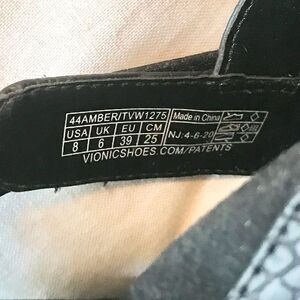 44AMBER/TVW1275 Made in China
USA UK EU CM
8 6 39 25 NJ:4-6-20
VIONICSHOES.COM/PATENTS